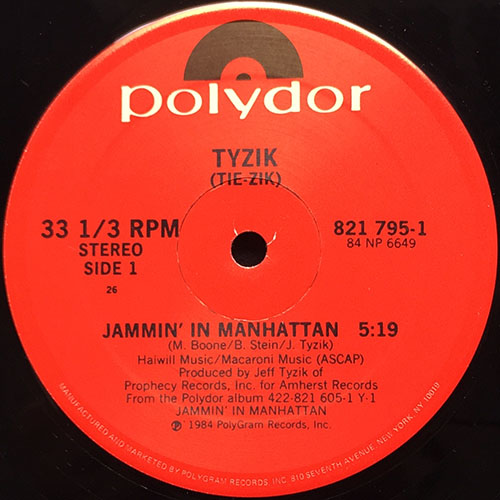 polydor
TYZIK
(TIE-ZIK)
33 1/3 RPM
STEREO
SIDE 1
26
821 795-1
84 NP 6649
JAMMIN' IN MANHATTAN 5:19
(M. Boone/B. Stein/J. Tyzik)
Halwill Music/Macaroni Music (ASCAP)
Produced by Jeff Tyzik of
Prophecy Records, Inc. for Amherst Records
From the Polydor album 422-821 605-1 Y-1
JAMMIN' IN MANHATTAN
℗ 1984 PolyGram Records, Inc.
MANUFACTURED AND MARKETED BY POLYGRAM RECORDS, INC. 810 SEVENTH AVENUE, NEW YORK, NY 10019